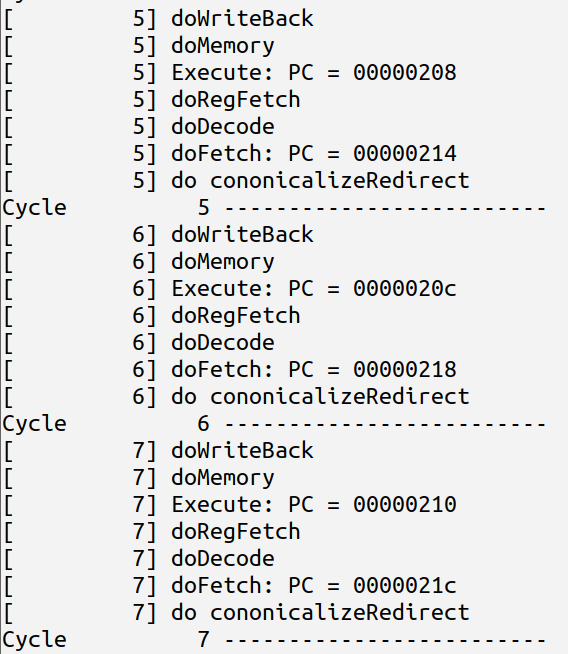 [         5] doWriteBack
[         5] doMemory
[         5] Execute: PC = 00000208
[         5] doRegFetch
[         5] doDecode
[         5] doFetch: PC = 00000214
[         5] do cononicalizeRedirect
Cycle          5 -------------------------
[         6] doWriteBack
[         6] doMemory
[         6] Execute: PC = 0000020c
[         6] doRegFetch
[         6] doDecode
[         6] doFetch: PC = 00000218
[         6] do cononicalizeRedirect
Cycle          6 -------------------------
[         7] doWriteBack
[         7] doMemory
[         7] Execute: PC = 00000210
[         7] doRegFetch
[         7] doDecode
[         7] doFetch: PC = 0000021c
[         7] do cononicalizeRedirect
Cycle          7 -------------------------